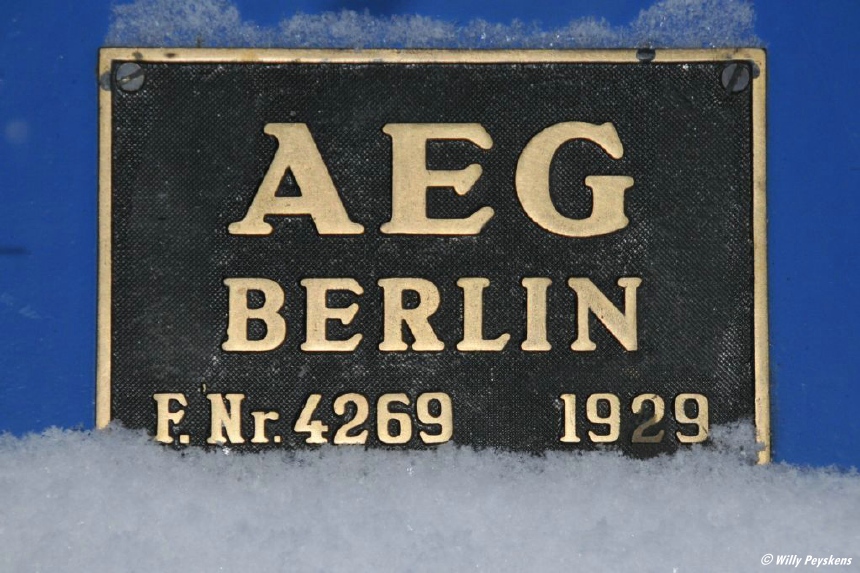 AEG
BERLIN
F. Nr. 4269 1929
© Willy Peyskens